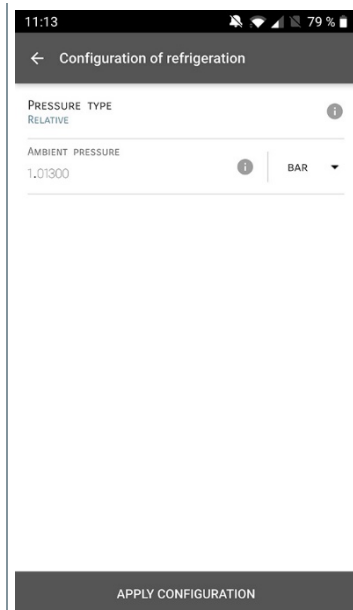 11:13 79 %
Configuration of refrigeration
PRESSURE TYPE
RELATIVE
AMBIENT PRESSURE
1.01300
BAR
APPLY CONFIGURATION